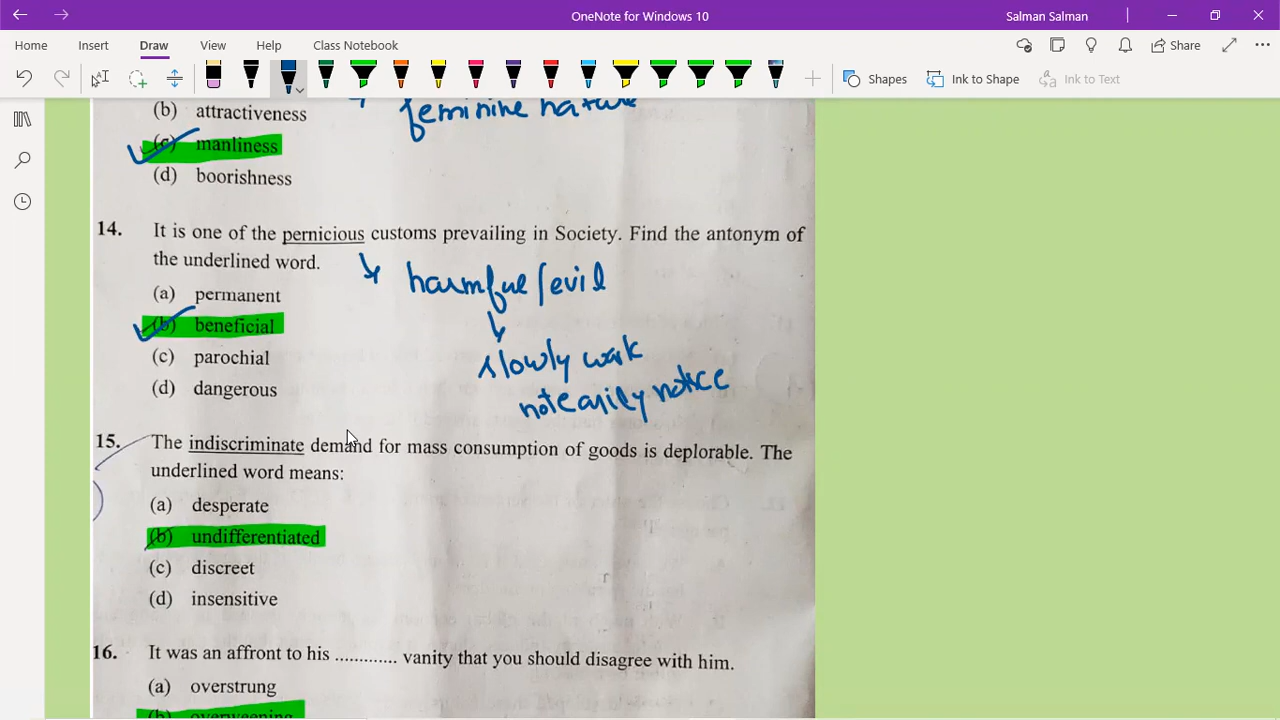 OneNote for Windows 10
Salman Salman
Home Insert Draw View Help Class Notebook
Share
Shapes
Ink to Shape
Ink to Text
feminine nature
(b) attractiveness
(c) manliness
(d) boorishness
14. It is one of the pernicious customs prevailing in Society. Find the antonym of
the underlined word.
harmful/evil
(a) permanent
(b) beneficial
slowly work
(c) parochial
not easily notice
(d) dangerous
15. The indiscriminate demand for mass consumption of goods is deplorable. The
underlined word means:
(a) desperate
(b) undifferentiated
(c) discreet
(d) insensitive
16. It was an affront to his ............. vanity that you should disagree with him.
(a) overstrung
(b) overweening